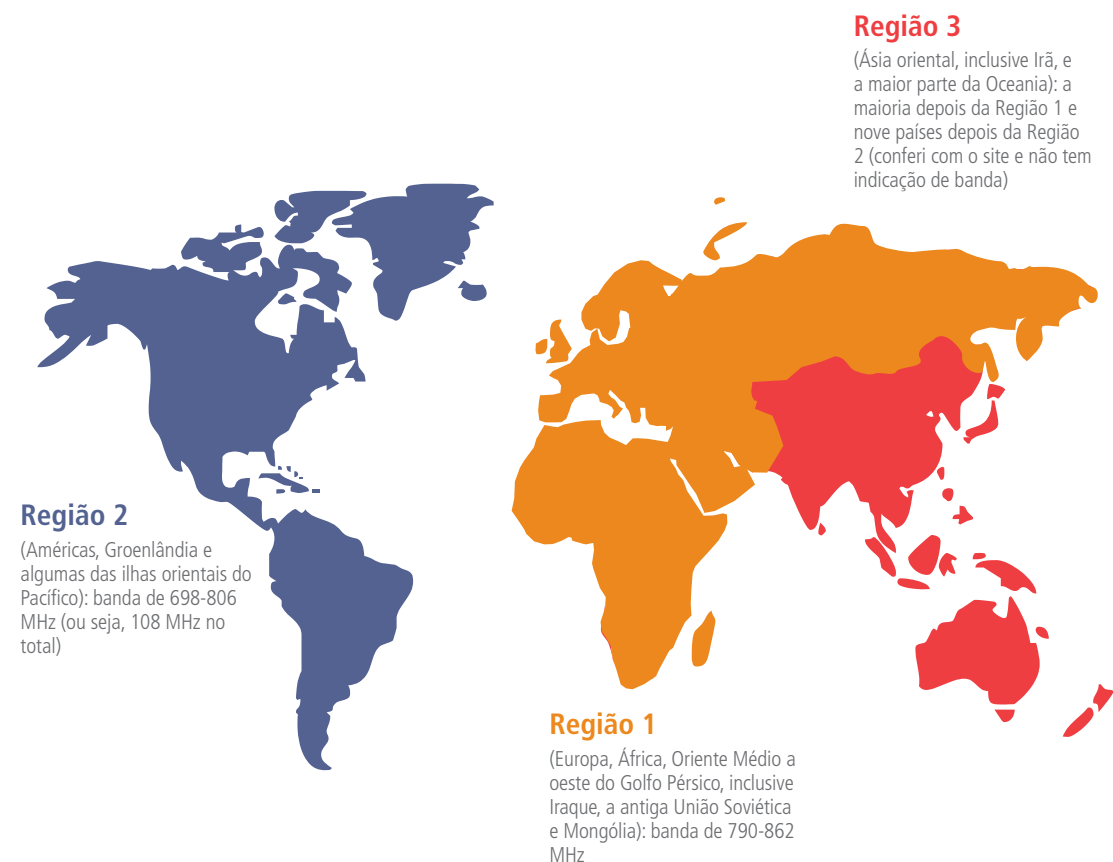 Região 3
(Ásia oriental, inclusive Irã, e
a maior parte da Oceania): a
maioria depois da Região 1 e
nove países depois da Região
2 (conferi com o site e não tem
indicação de banda)
Região 2
(Américas, Groenlândia e
algumas das ilhas orientais do
Pacífico): banda de 698-806
MHz (ou seja, 108 MHz no
total)
Região 1
(Europa, África, Oriente Médio a
oeste do Golfo Pérsico, inclusive
Iraque, a antiga União Soviética
e Mongólia): banda de 790-862
MHz